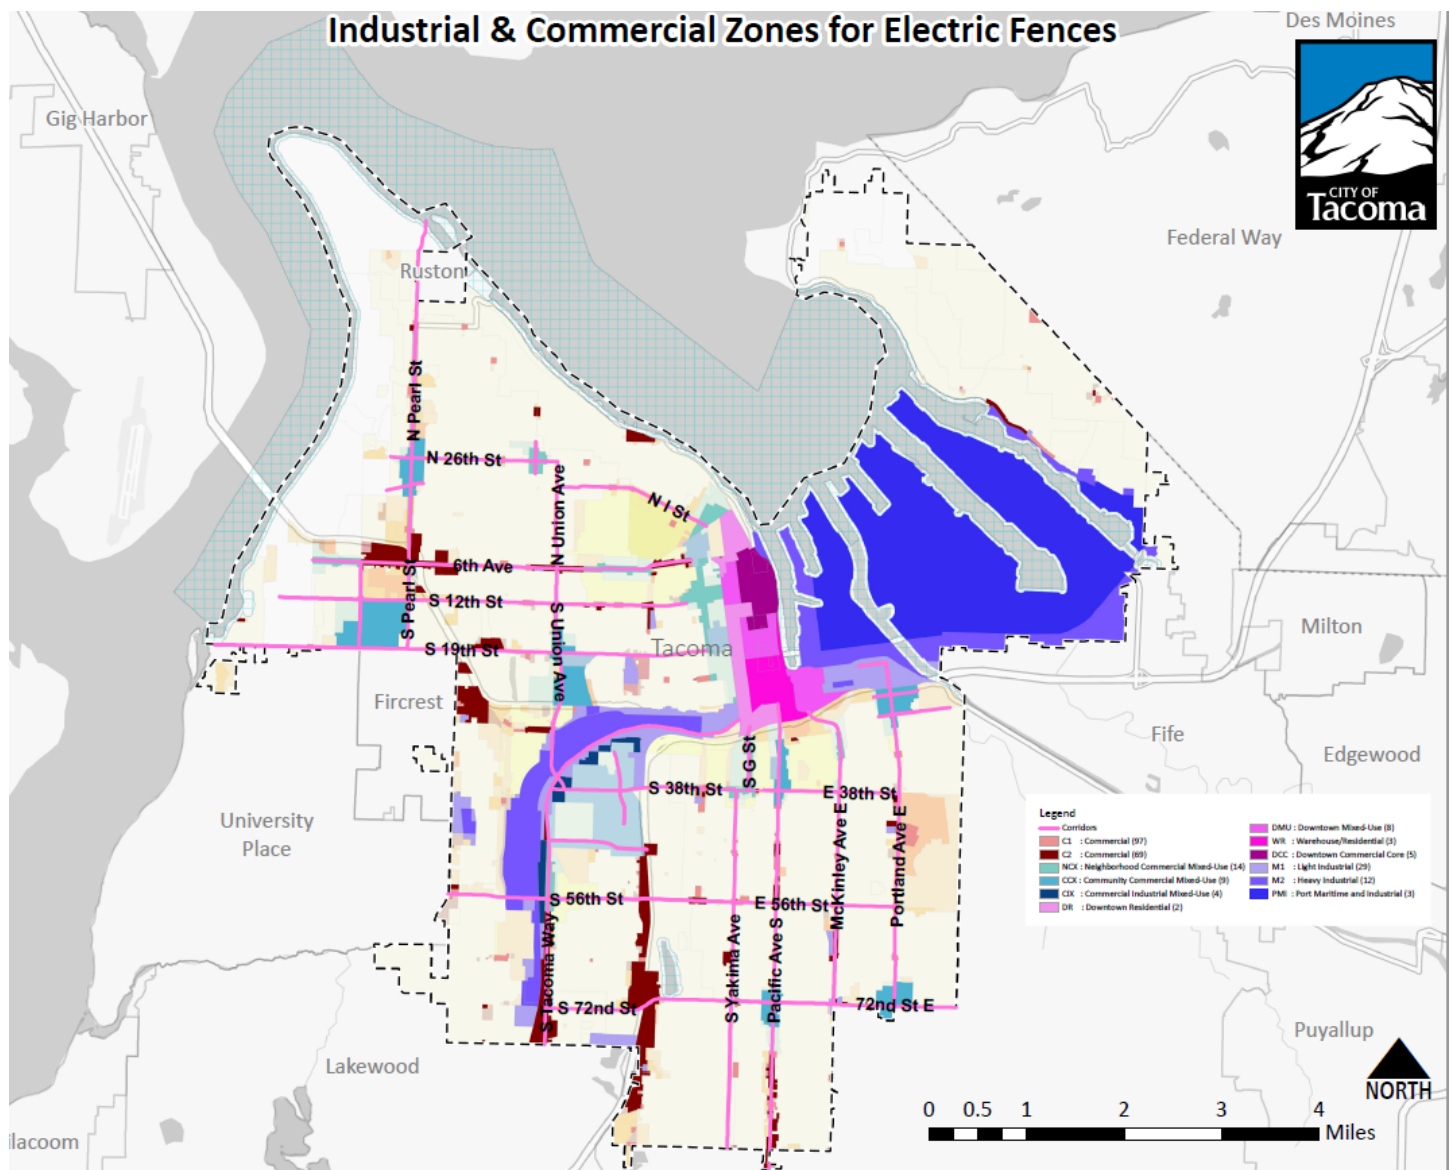 Industrial & Commercial Zones for Electric Fences
Des Moines
CITY OF
Tacoma
Gig Harbor
Federal Way
Ruston
N Pearl St
N 26th St
N Union Ave
N I St
6th Ave
S Pearl St
S 12th St
S Union Ave
S 19th St
Tacoma
Milton
Fircrest
Fife
Edgewood
S G St
S 38th St
E 38th St
University
Place
McKinley Ave E
Portland Ave E
Legend
Corridors
C1 : Commercial (97)
C2 : Commercial (69)
NCX : Neighborhood Commercial Mixed-Use (14)
CCX : Community Commercial Mixed-Use (9)
CIX : Commercial Industrial Mixed-Use (4)
DR : Downtown Residential (2)
DMU : Downtown Mixed-Use (8)
WR : Warehouse/Residential (3)
DCC : Downtown Commercial Core (5)
M1 : Light Industrial (29)
M2 : Heavy Industrial (12)
PMI : Port Maritime and Industrial (3)
S 56th St
E 56th St
S Tacoma Way
S Yakima Ave
Pacific Ave S
S 72nd St
72nd St E
Puyallup
Lakewood
NORTH
0 0.5 1 2 3 4
Miles
ilacoom